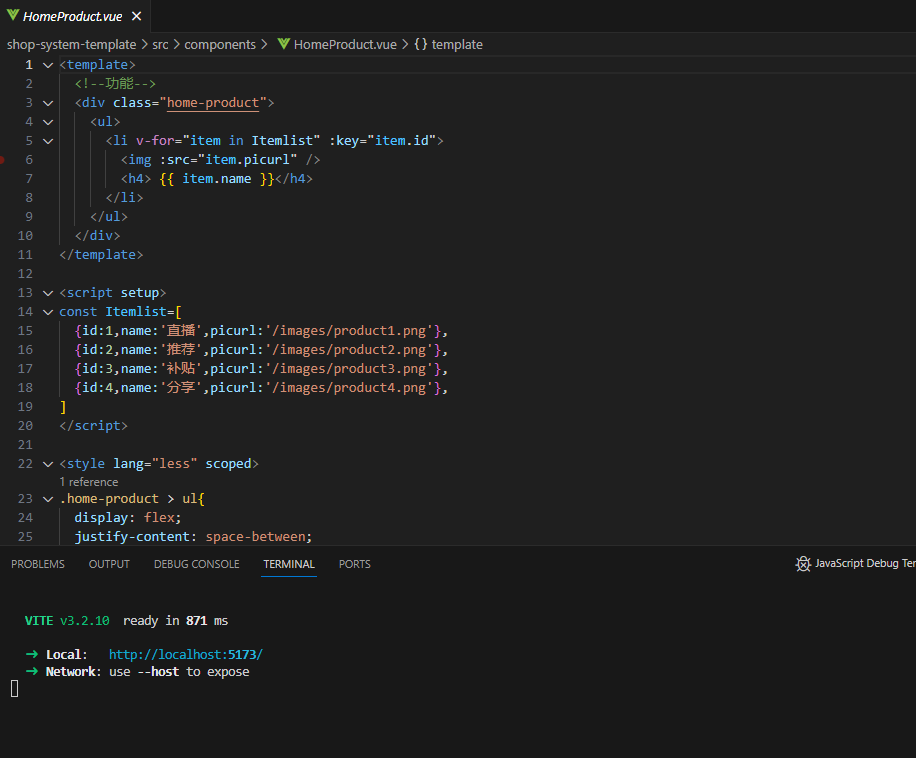 HomeProduct.vue
shop-system-template > src > components > HomeProduct.vue > {} template
1 <template>
2 <!--功能-->
3 <div class="home-product">
4 <ul>
5 <li v-for="item in Itemlist" :key="item.id">
6 <img :src="item.picurl" />
7 <h4> {{ item.name }}</h4>
8 </li>
9 </ul>
10 </div>
11 </template>
12
13 <script setup>
14 const Itemlist=[
15 {id:1,name:'直播',picurl:'/images/product1.png'},
16 {id:2,name:'推荐',picurl:'/images/product2.png'},
17 {id:3,name:'补贴',picurl:'/images/product3.png'},
18 {id:4,name:'分享',picurl:'/images/product4.png'},
19 ]
20 </script>
21
22 <style lang="less" scoped>
1 reference
23 .home-product > ul{
24 display: flex;
25 justify-content: space-between;
PROBLEMS OUTPUT DEBUG CONSOLE TERMINAL PORTS JavaScript Debug Ter
VITE v3.2.10 ready in 871 ms
➜ Local: http://localhost:5173/
➜ Network: use --host to expose